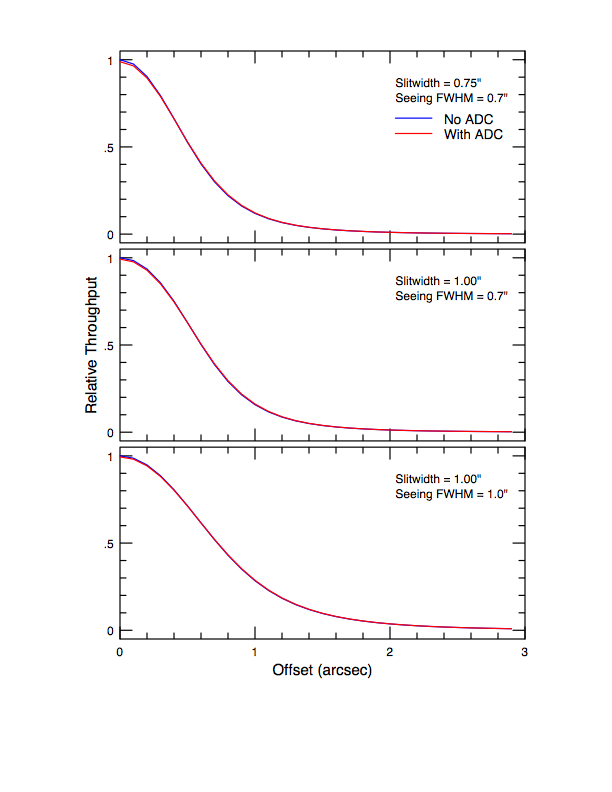 1
.5
0
Slitwidth = 0.75"
Seeing FWHM = 0.7"
No ADC
With ADC
1
.5
0
Slitwidth = 1.00"
Seeing FWHM = 0.7"
Relative Throughput
1
.5
0
Slitwidth = 1.00"
Seeing FWHM = 1.0"
0 1 2 3
Offset (arcsec)